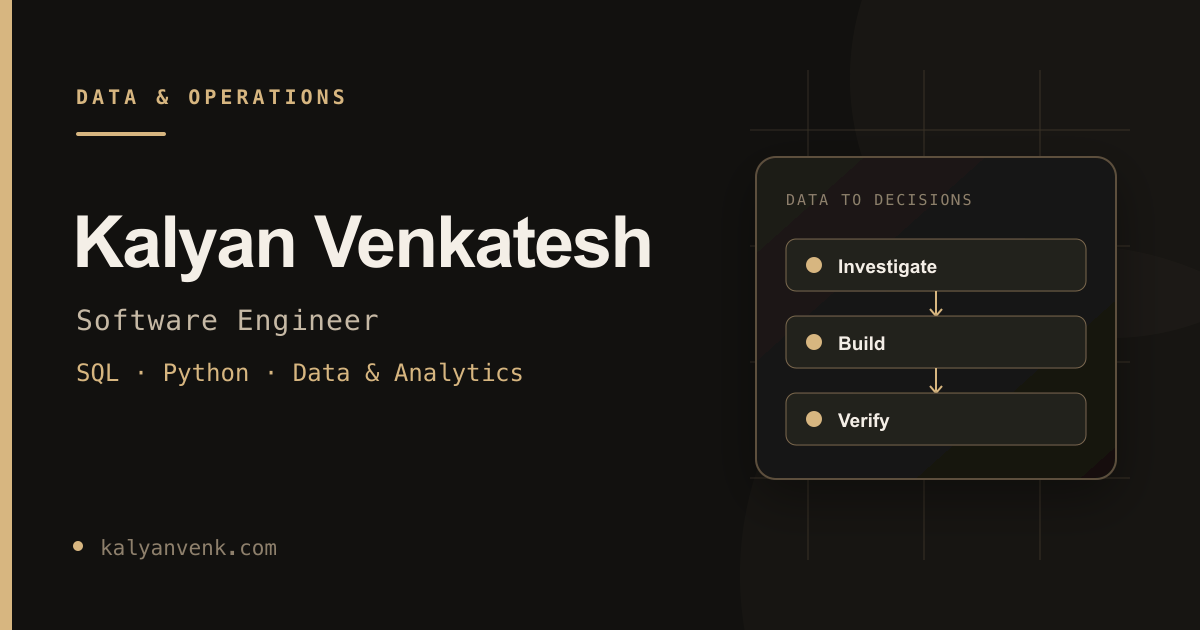 DATA & OPERATIONS
Kalyan Venkatesh
Software Engineer
SQL · Python · Data & Analytics
kalyanvenk.com
DATA TO DECISIONS
Investigate
Build
Verify